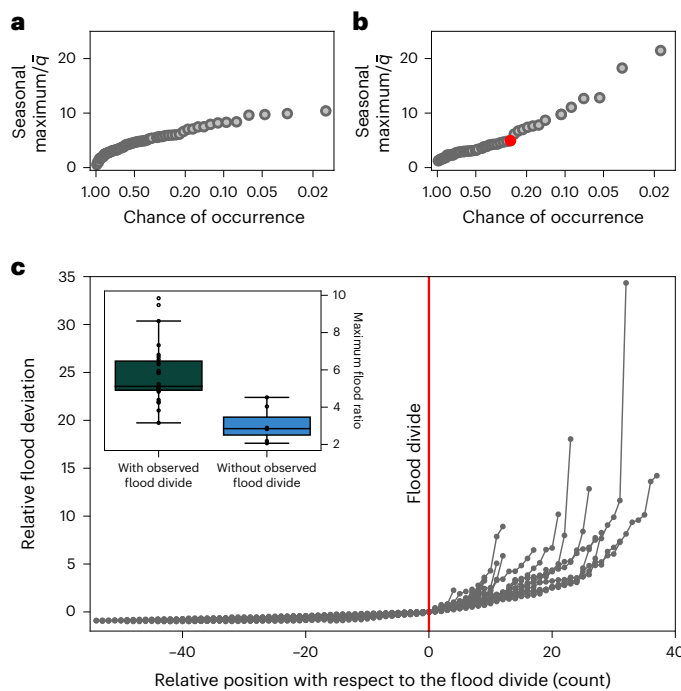 a
Seasonal
maximum/q̄
20
10
0
1.00 0.50 0.20 0.10 0.05 0.02
Chance of occurrence
b
Seasonal
maximum/q̄
20
10
0
1.00 0.50 0.20 0.10 0.05 0.02
Chance of occurrence
c
Relative flood deviation
35
30
25
20
15
10
5
0
−40 −20 0 20 40
Relative position with respect to the flood divide (count)
Flood divide
Maximum flood ratio
10
8
6
4
2
With observed
flood divide
Without observed
flood divide